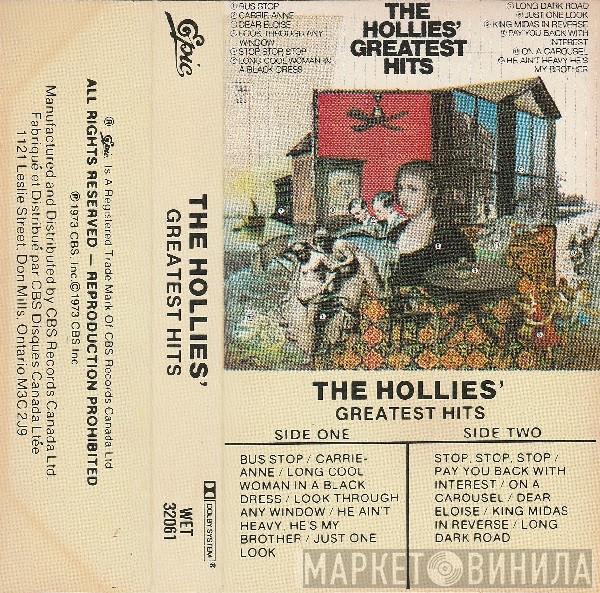 Epic
® Epic Is A Registered Trade Mark Of CBS Records Canada Ltd
ALL RIGHTS RESERVED — REPRODUCTION PROHIBITED
℗ 1973 CBS, Inc. © 1973 CBS Inc
Manufactured and Distributed by CBS Records Canada Ltd
Fabriqué et Distribué par CBS Disques Canada Ltée
1121 Leslie Street, Don Mills, Ontario M3C 2J9
THE HOLLIES'
GREATEST HITS
DOLBY SYSTEM ®
WET
32061
BUS STOP
CARRIE-ANNE
DEAR ELOISE
LOOK THROUGH ANY
WINDOW
STOP, STOP, STOP
LONG COOL WOMAN IN
A BLACK DRESS
THE
HOLLIES'
GREATEST
HITS
LONG DARK ROAD
JUST ONE LOOK
KING MIDAS IN REVERSE
PAY YOU BACK WITH
INTEREST
ON A CAROUSEL
HE AIN'T HEAVY HE'S
MY BROTHER
THE HOLLIES'
GREATEST HITS
SIDE ONE
BUS STOP / CARRIE-
ANNE / LONG COOL
WOMAN IN A BLACK
DRESS / LOOK THROUGH
ANY WINDOW / HE AIN'T
HEAVY, HE'S MY
BROTHER / JUST ONE
LOOK
SIDE TWO
STOP, STOP, STOP /
PAY YOU BACK WITH
INTEREST / ON A
CAROUSEL / DEAR
ELOISE / KING MIDAS
IN REVERSE / LONG
DARK ROAD
МАРКЕТ ВИНИЛА